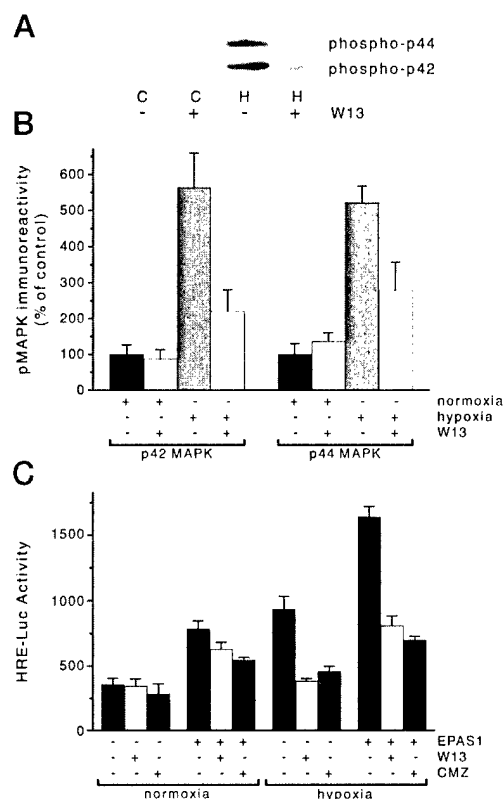 A
phospho-p44
phospho-p42
C C H H
- + - + W13
B
pMAPK immunoreactivity
(% of control)
600
500
400
300
200
100
0
+ + - - + + - - normoxia
- - + + - - + + hypoxia
- + - + - + - + W13
p42 MAPK p44 MAPK
C
HRE-Luc Activity
1500
1000
500
0
- - - + + + - - - + + + EPAS1
- + - - + - - + - - + - W13
- - + - - + - - + - - + CMZ
normoxia hypoxia